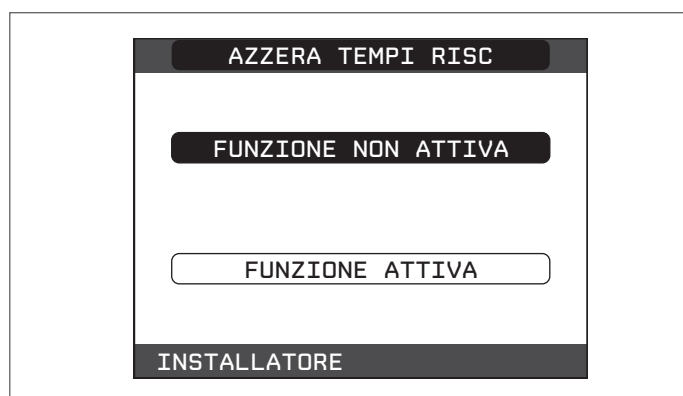 AZZERA TEMPI RISC
FUNZIONE NON ATTIVA
FUNZIONE ATTIVA
INSTALLATORE